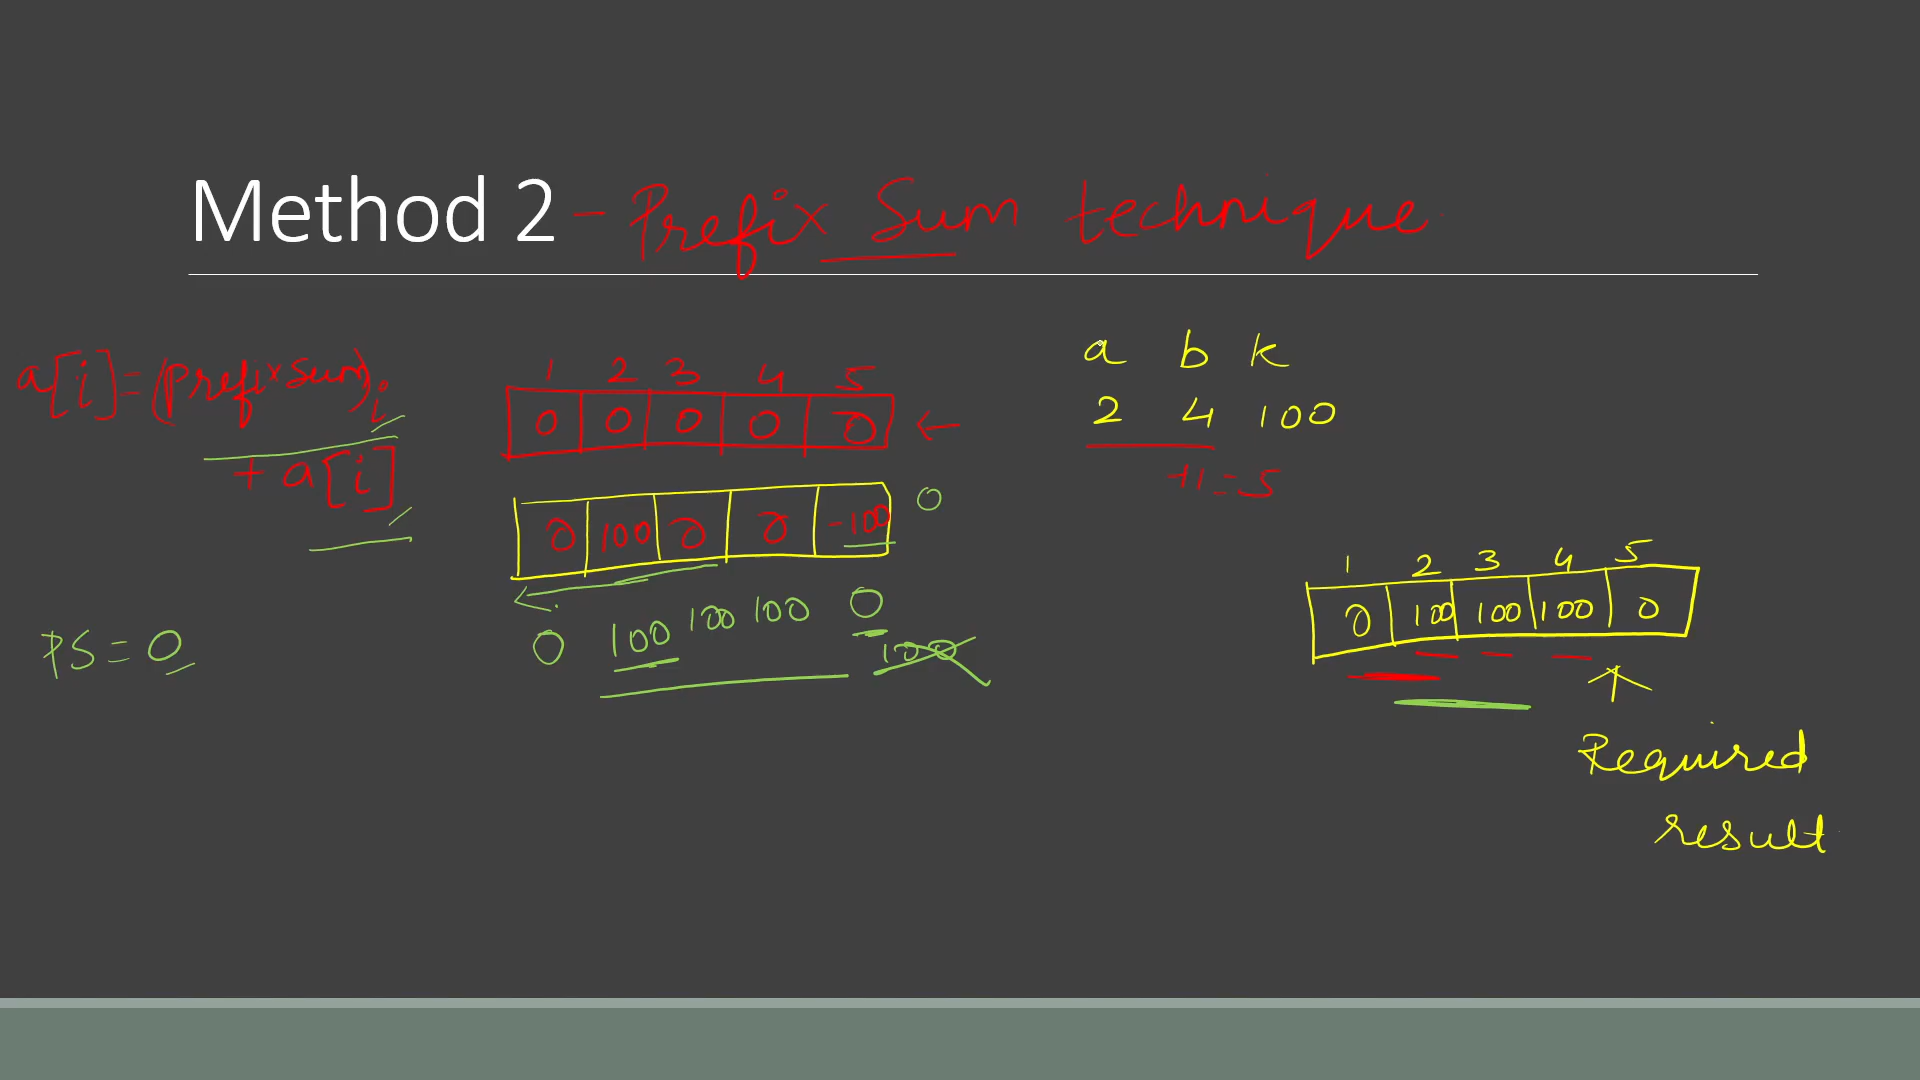 Method 2 - Prefix Sum technique
a[i] = (prefixsum)i
+ a[i]
PS = 0
1 2 3 4 5
0 0 0 0 0 ←
0 100 0 0 -100 0
0 100 100 100 0
100
a b k
2 4 100
+1=5
1 2 3 4 5
0 100 100 100 0
Required
result